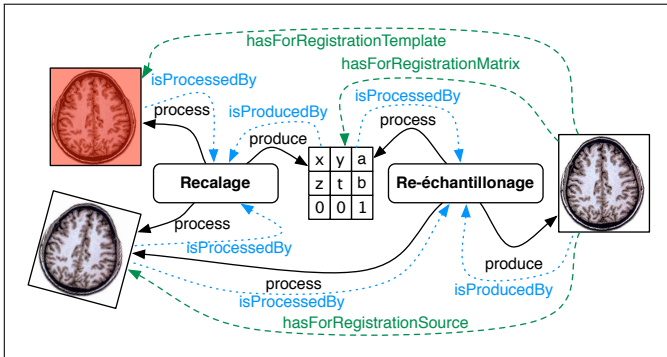 hasForRegistrationTemplate
hasForRegistrationMatrix
isProcessedBy
isProducedBy
isProcessedBy
process
produce
process
x y a
z t b
0 0 1
Recalage
Re-échantillonage
process
isProcessedBy
produce
process
isProcessedBy
isProducedBy
hasForRegistrationSource